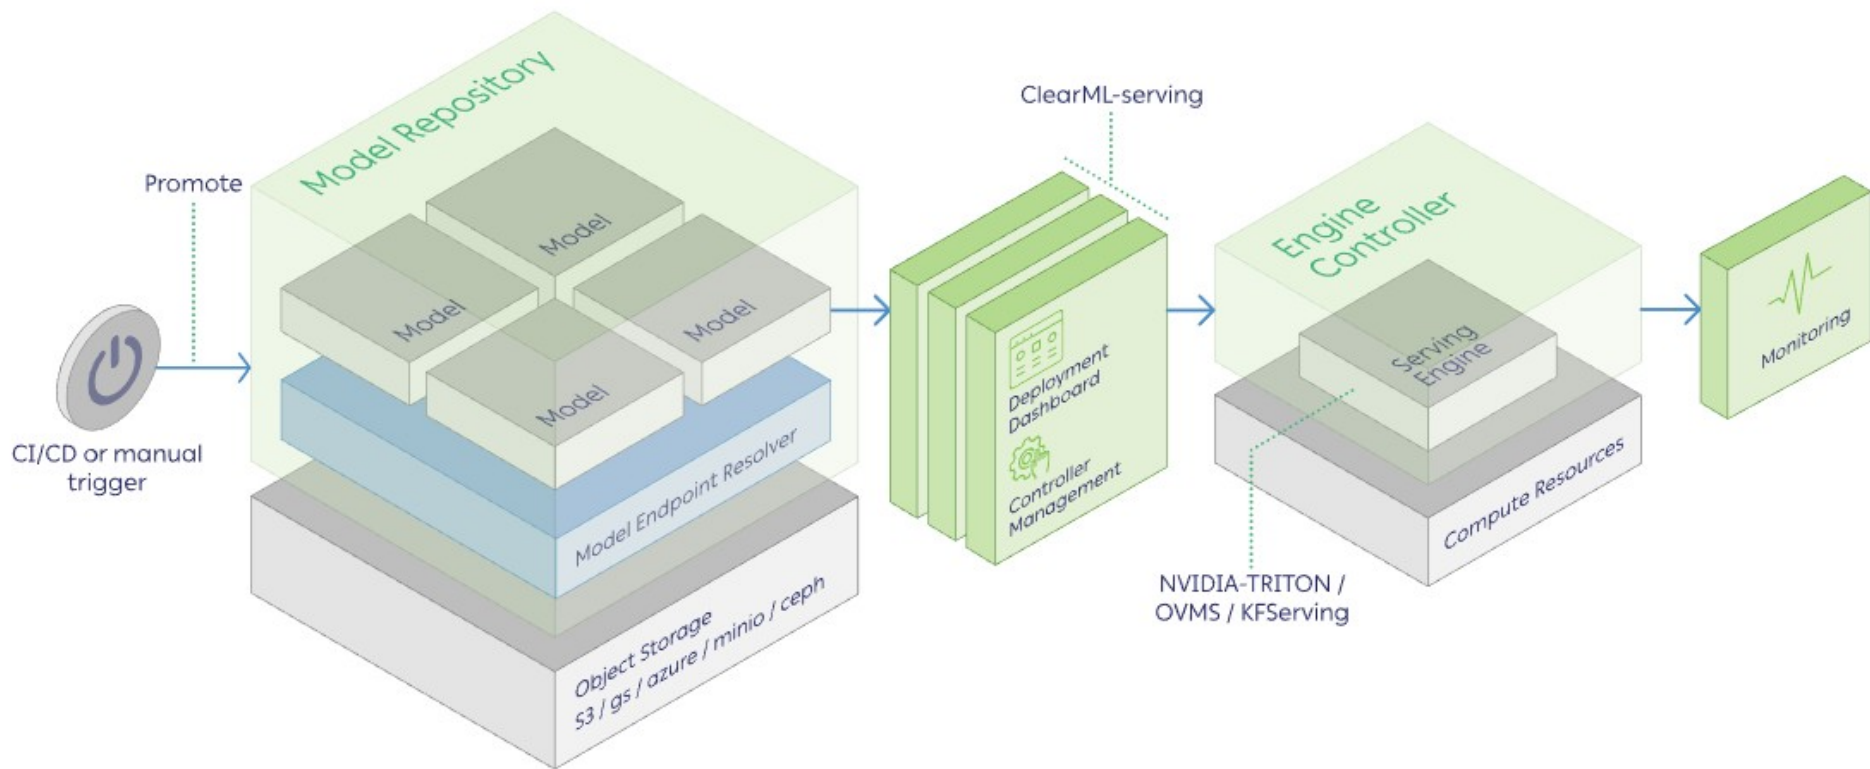 Promote
CI/CD or manual
trigger
Model Repository
Model
Model
Model
Model
Model Endpoint Resolver
Object Storage
S3 / gs / azure / minio / ceph
ClearML-serving
Deployment
Dashboard
Controller
Management
Engine
Controller
Serving
Engine
Compute Resources
NVIDIA-TRITON /
OVMS / KFServing
Monitoring